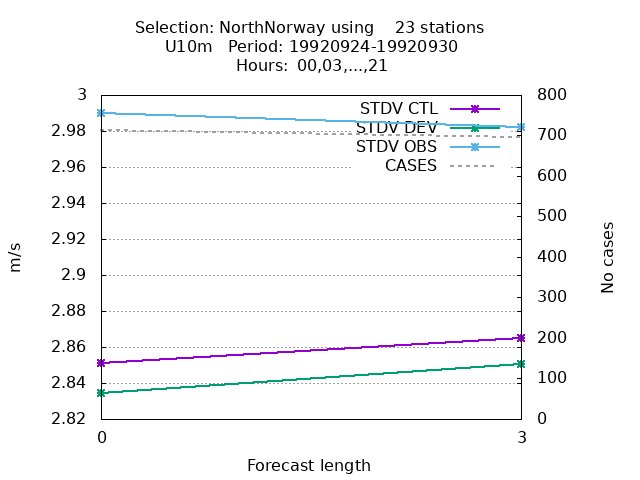 Selection: NorthNorway using    23 stations
U10m   Period: 19920924-19920930
Hours: 00,03,...,21
3
2.98
2.96
2.94
2.92
2.9
2.88
2.86
2.84
2.82
m/s
STDV CTL
STDV DEV
STDV OBS
CASES
800
700
600
500
400
300
200
100
0
No cases
0
3
Forecast length